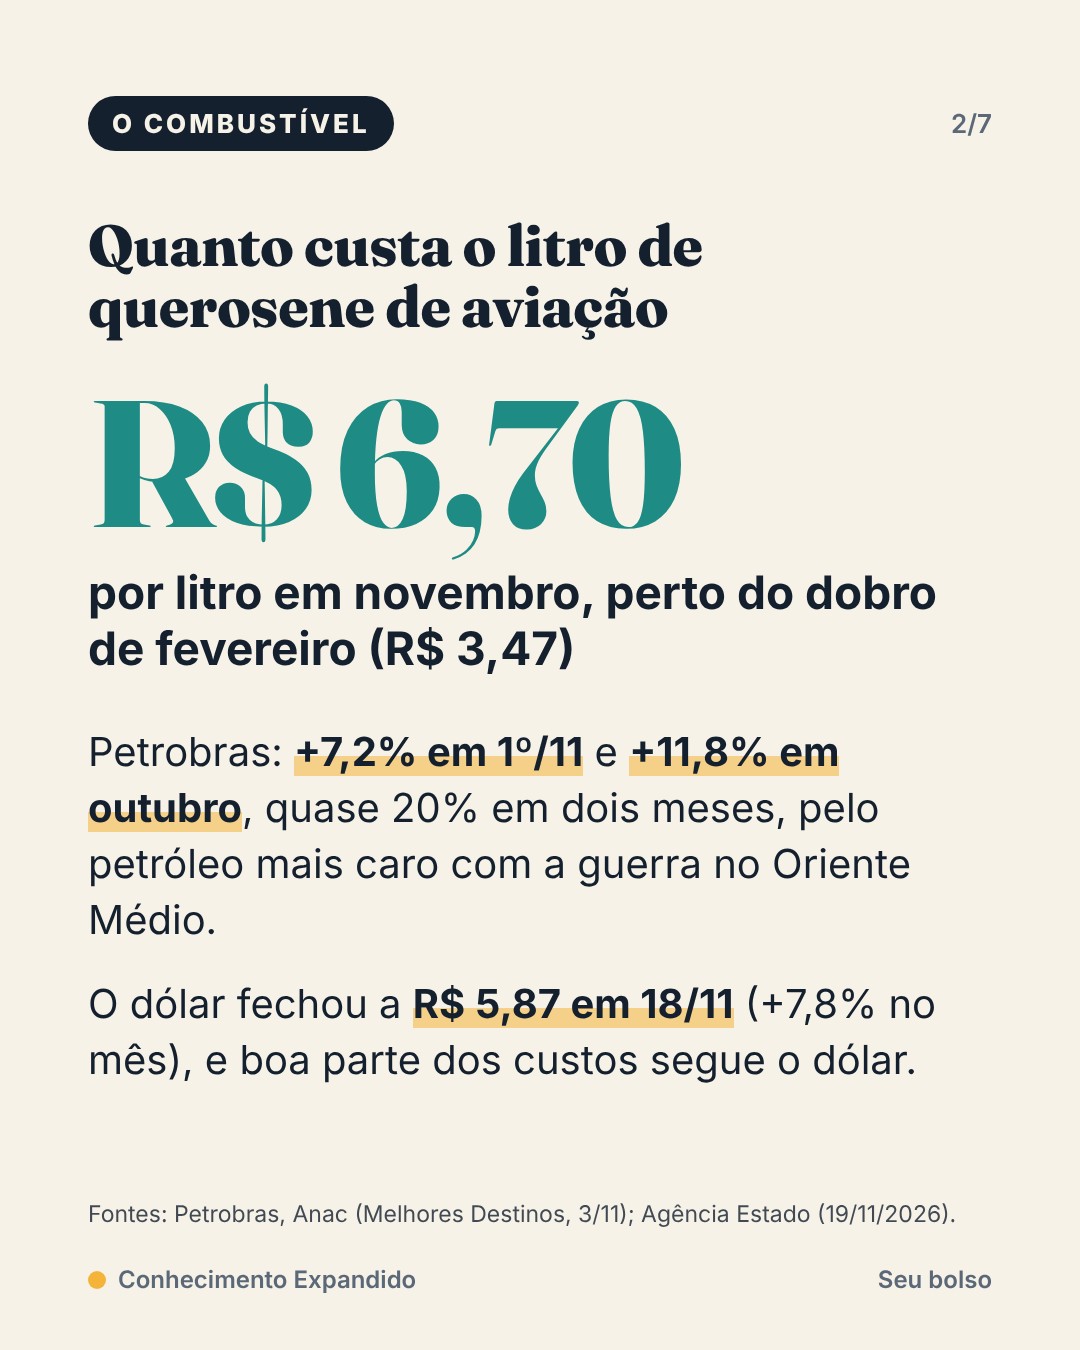 O COMBUSTÍVEL
2/7
Quanto custa o litro de
querosene de aviação
R$ 6,70
por litro em novembro, perto do dobro
de fevereiro (R$ 3,47)
Petrobras: +7,2% em 1º/11 e +11,8% em
outubro, quase 20% em dois meses, pelo
petróleo mais caro com a guerra no Oriente
Médio.
O dólar fechou a R$ 5,87 em 18/11 (+7,8% no
mês), e boa parte dos custos segue o dólar.
Fontes: Petrobras, Anac (Melhores Destinos, 3/11); Agência Estado (19/11/2026).
Conhecimento Expandido
Seu bolso